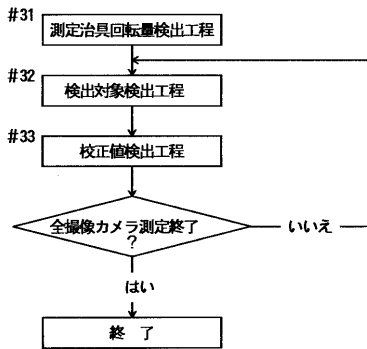 #31
測定治具回転量検出工程
#32
検出対象検出工程
#33
校正値検出工程
全撮像カメラ測定終了
?
いいえ
はい
終 了